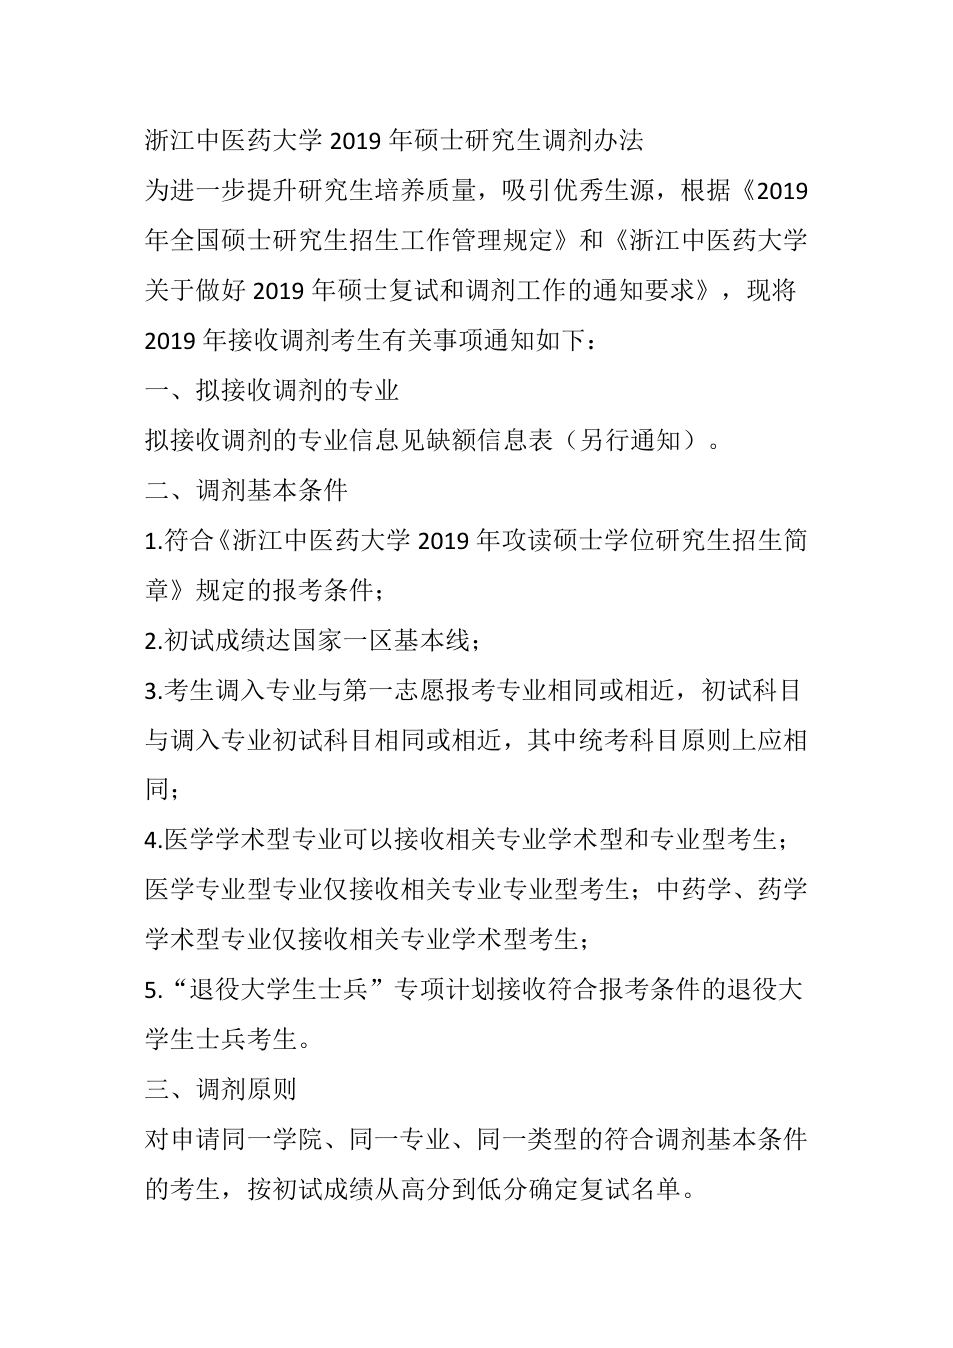 浙江中医药大学 2019 年硕士研究生调剂办法
为进一步提升研究生培养质量，吸引优秀生源，根据《2019
年全国硕士研究生招生工作管理规定》和《浙江中医药大学
关于做好 2019 年硕士复试和调剂工作的通知要求》，现将
2019 年接收调剂考生有关事项通知如下：
一、拟接收调剂的专业
拟接收调剂的专业信息见缺额信息表（另行通知）。
二、调剂基本条件
1.符合《浙江中医药大学 2019 年攻读硕士学位研究生招生简
章》规定的报考条件；
2.初试成绩达国家一区基本线；
3.考生调入专业与第一志愿报考专业相同或相近，初试科目
与调入专业初试科目相同或相近，其中统考科目原则上应相
同；
4.医学学术型专业可以接收相关专业学术型和专业型考生；
医学专业型专业仅接收相关专业专业型考生；中药学、药学
学术型专业仅接收相关专业学术型考生；
5.“退役大学生士兵”专项计划接收符合报考条件的退役大
学生士兵考生。
三、调剂原则
对申请同一学院、同一专业、同一类型的符合调剂基本条件
的考生，按初试成绩从高分到低分确定复试名单。